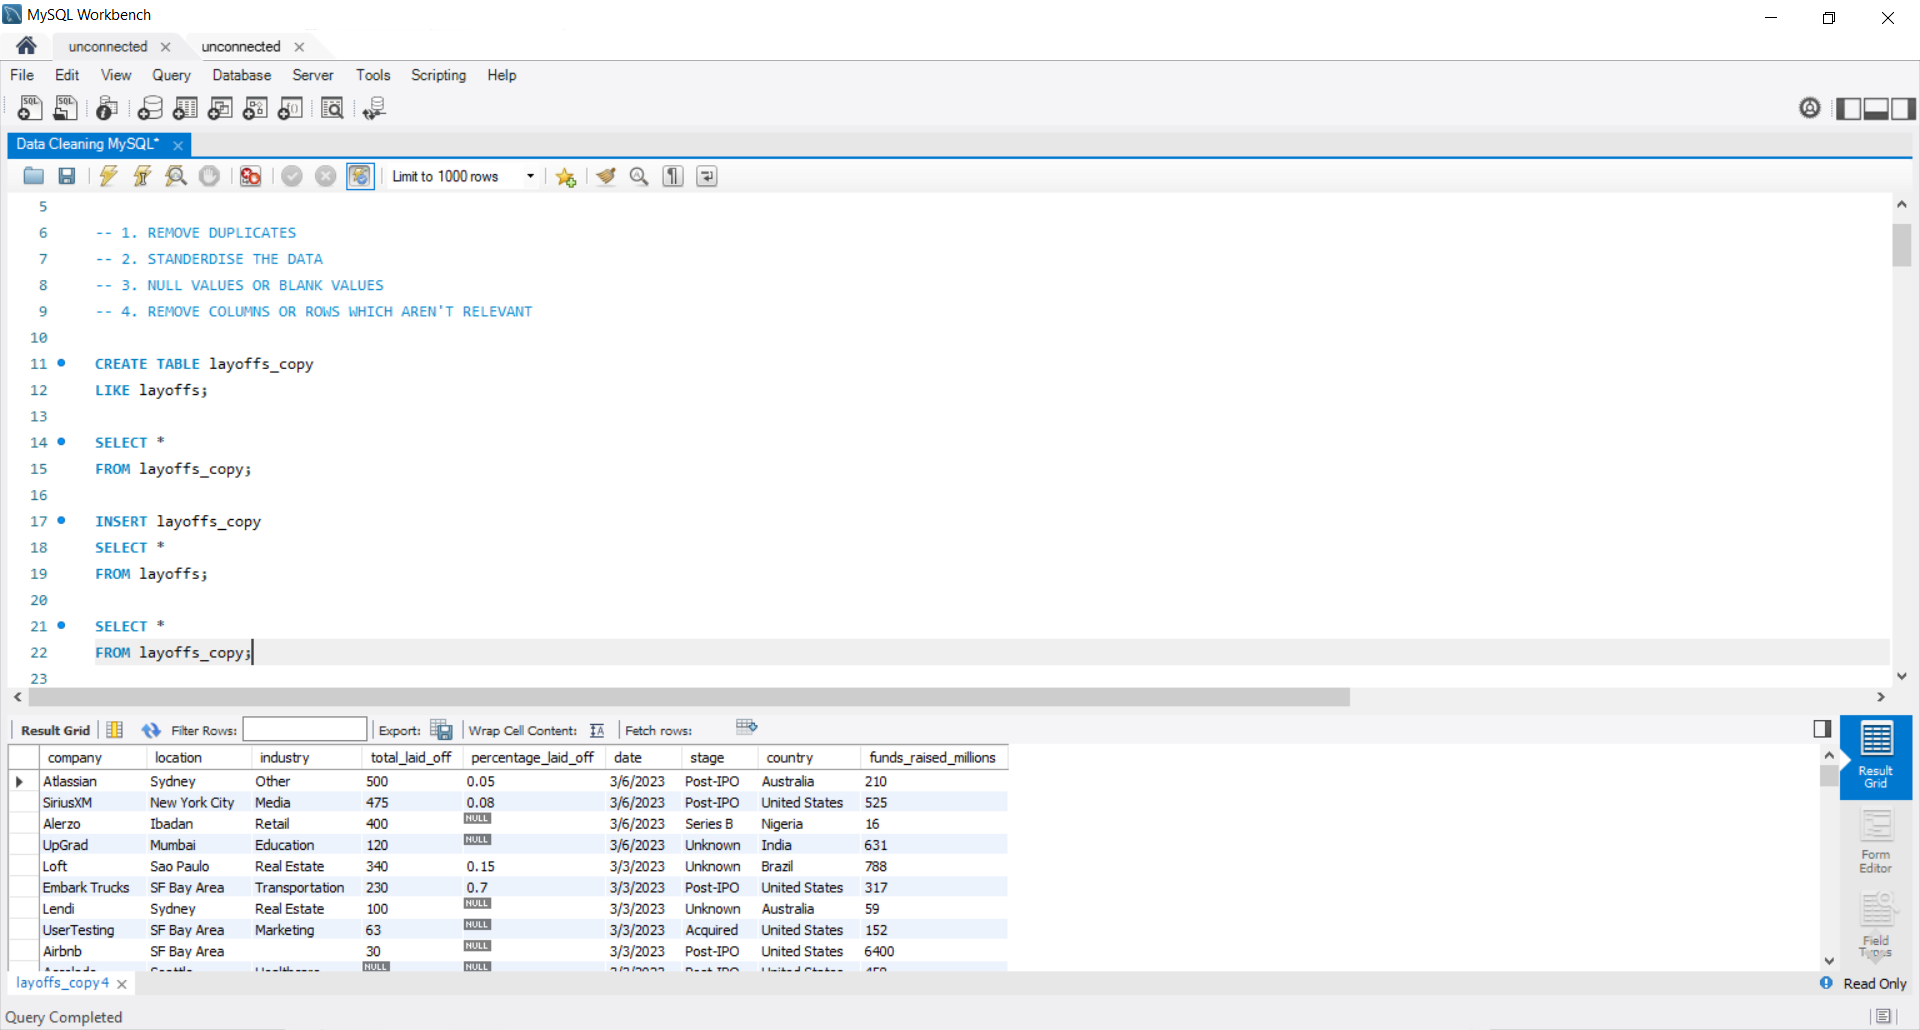 MySQL Workbench
unconnected unconnected
File Edit View Query Database Server Tools Scripting Help
SQL SQL
Data Cleaning MySQL*
Limit to 1000 rows
5
6 -- 1. REMOVE DUPLICATES
7 -- 2. STANDERDISE THE DATA
8 -- 3. NULL VALUES OR BLANK VALUES
9 -- 4. REMOVE COLUMNS OR ROWS WHICH AREN'T RELEVANT
10
11 CREATE TABLE layoffs_copy
12 LIKE layoffs;
13
14 SELECT *
15 FROM layoffs_copy;
16
17 INSERT layoffs_copy
18 SELECT *
19 FROM layoffs;
20
21 SELECT *
22 FROM layoffs_copy;
23
Result Grid Filter Rows: Export: Wrap Cell Content: Fetch rows:
company location industry total_laid_off percentage_laid_off date stage country funds_raised_millions
Atlassian Sydney Other 500 0.05 3/6/2023 Post-IPO Australia 210
SiriusXM New York City Media 475 0.08 3/6/2023 Post-IPO United States 525
Alerzo Ibadan Retail 400 NULL 3/6/2023 Series B Nigeria 16
UpGrad Mumbai Education 120 NULL 3/6/2023 Unknown India 631
Loft Sao Paulo Real Estate 340 0.15 3/3/2023 Unknown Brazil 788
Embark Trucks SF Bay Area Transportation 230 0.7 3/3/2023 Post-IPO United States 317
Lendi Sydney Real Estate 100 NULL 3/3/2023 Unknown Australia 59
UserTesting SF Bay Area Marketing 63 NULL 3/3/2023 Acquired United States 152
Airbnb SF Bay Area 30 NULL 3/3/2023 Post-IPO United States 6400
NULL NULL
Result
Grid
Form
Editor
Field
Types
layoffs_copy4 Read Only
Query Completed